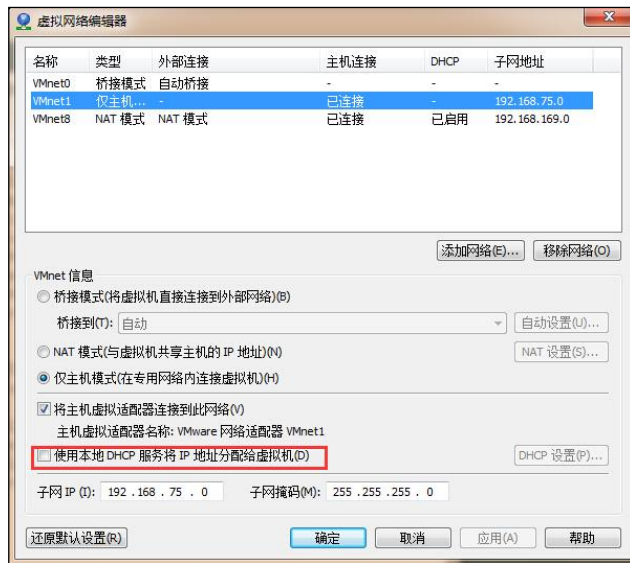 虚拟网络编辑器
名称 类型 外部连接 主机连接 DHCP 子网地址
VMnet0 桥接模式 自动桥接 - - -
VMnet1 仅主机... - 已连接 - 192.168.75.0
VMnet8 NAT 模式 NAT 模式 已连接 已启用 192.168.169.0
添加网络(E)... 移除网络(O)
VMnet 信息
桥接模式(将虚拟机直接连接到外部网络)(B)
桥接到(T): 自动 自动设置(U)...
NAT 模式(与虚拟机共享主机的 IP 地址)(N) NAT 设置(S)...
仅主机模式(在专用网络内连接虚拟机)(H)
将主机虚拟适配器连接到此网络(V)
主机虚拟适配器名称: VMware 网络适配器 VMnet1
使用本地 DHCP 服务将 IP 地址分配给虚拟机(D) DHCP 设置(P)...
子网 IP (I): 192 . 168 . 75 . 0 子网掩码(M): 255 . 255 . 255 . 0
还原默认设置(R) 确定 取消 应用(A) 帮助